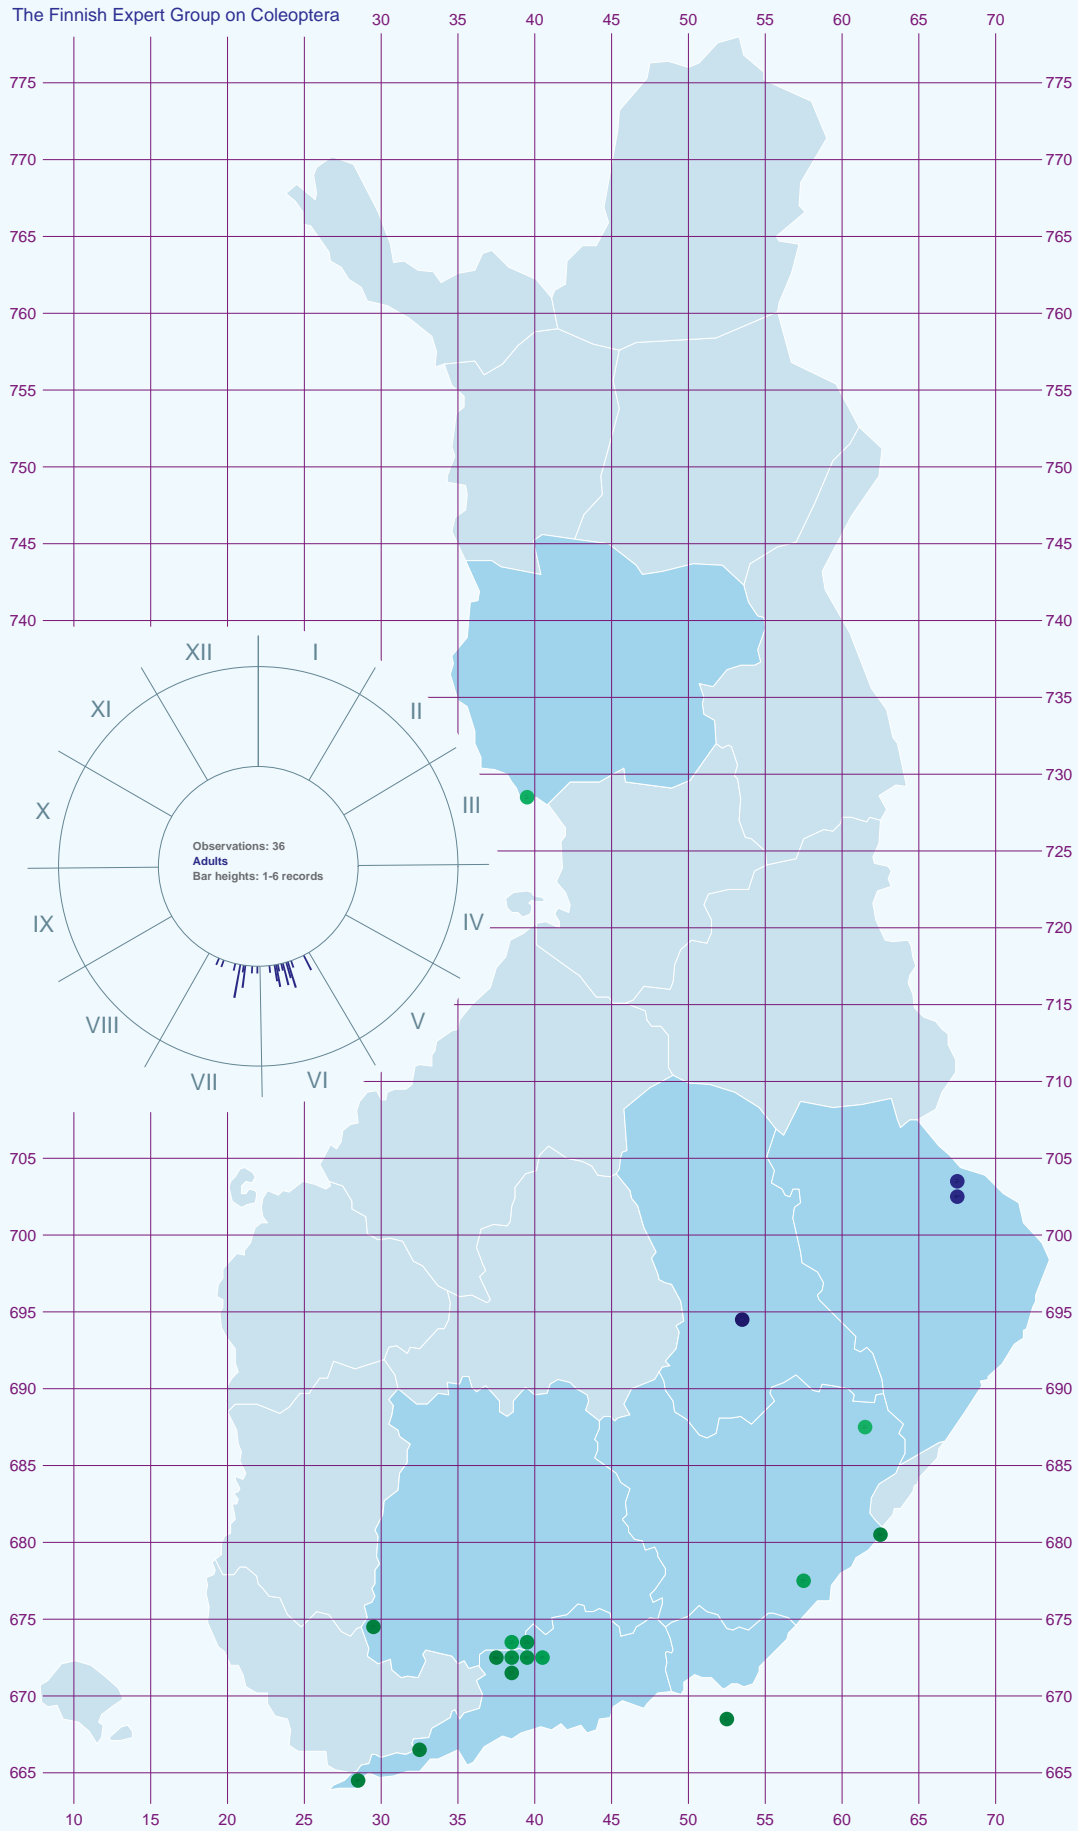 The Finnish Expert Group on Coleoptera
30 35 40 45 50 55 60 65 70
775 775
770 770
765 765
760 760
755 755
750 750
745 745
740 740
XII I
XI II
735
730
X III
Observations: 36
Adults
Bar heights: 1-6 records
725
IX IV
720
715
VIII V
VII VI
710
705 705
700 700
695 695
690 690
685 685
680 680
675 675
670 670
665 665
10 15 20 25 30 35 40 45 50 55 60 65 70